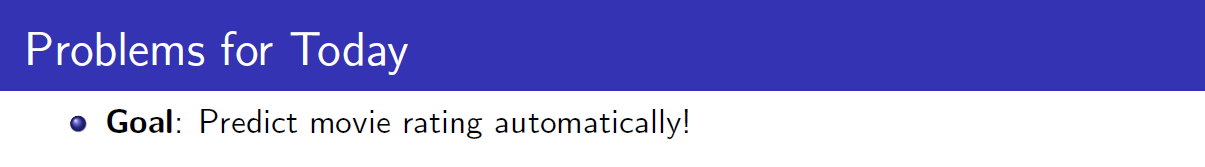 Problems for Today
Goal: Predict movie rating automatically!